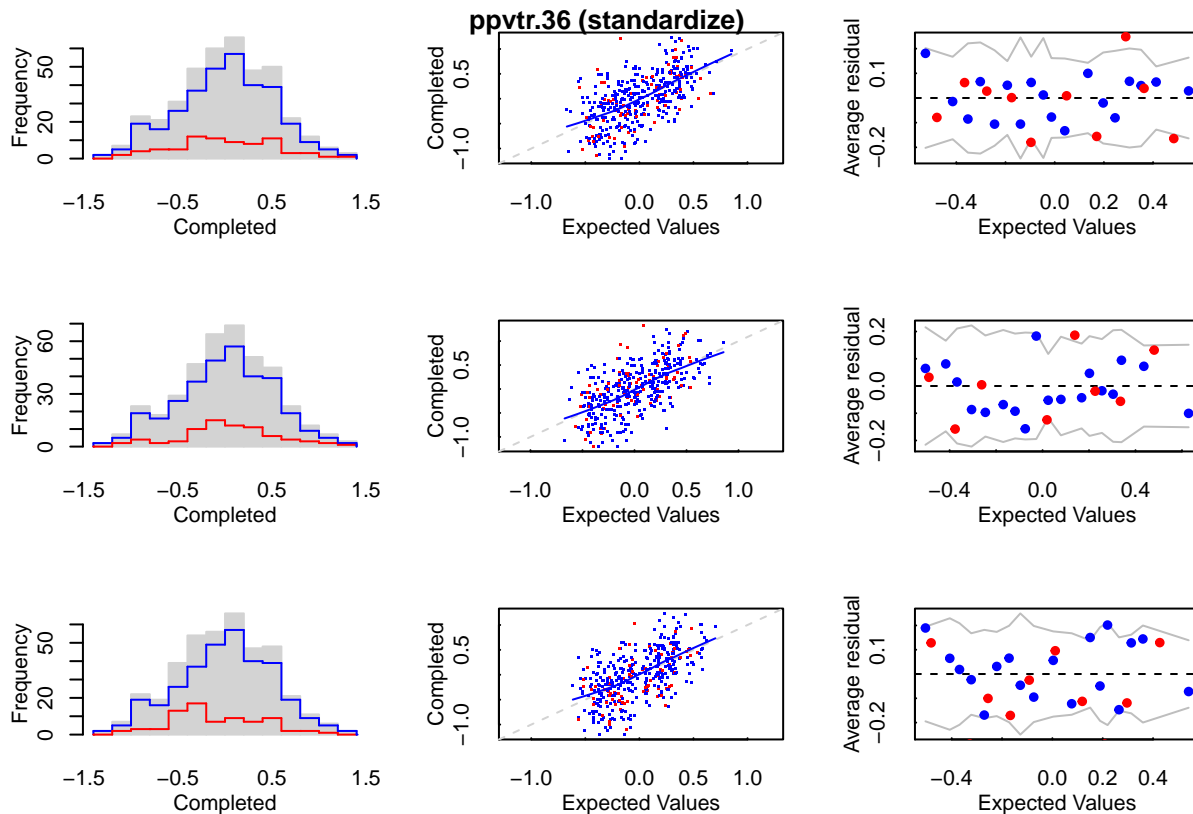 ppvtr.36 (standardize)
Frequency
0 20 50
−1.5 −0.5 0.5 1.5
Completed
Completed
−1.0 0.5
−1.0 0.0 0.5 1.0
Expected Values
Average residual
−0.2 0.1
−0.4 0.0 0.2 0.4
Expected Values
Frequency
0 30 60
−1.5 −0.5 0.5 1.5
Completed
Completed
−1.0 0.5
−1.0 0.0 0.5 1.0
Expected Values
Average residual
−0.2 0.0 0.2
−0.4 0.0 0.4
Expected Values
Frequency
0 20 50
−1.5 −0.5 0.5 1.5
Completed
Completed
−1.0 0.5
−1.0 0.0 0.5 1.0
Expected Values
Average residual
−0.2 0.1
−0.4 0.0 0.2 0.4
Expected Values